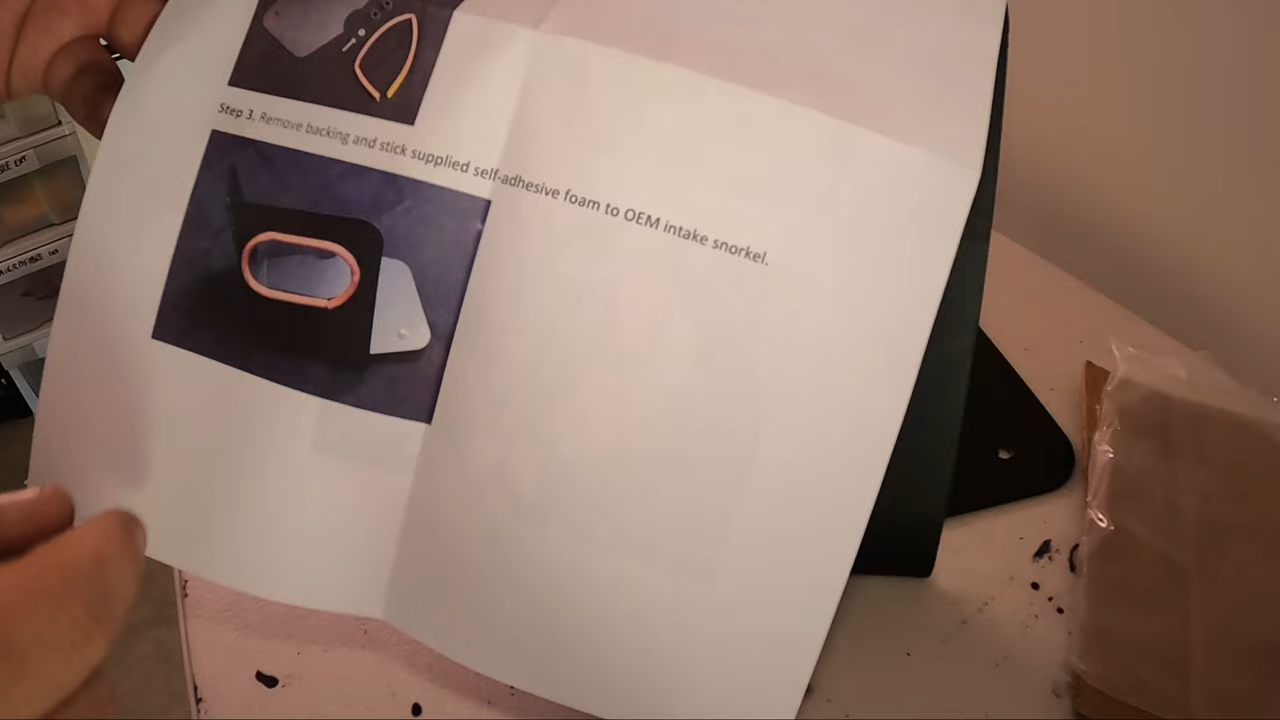 Step 3. Remove backing and stick supplied self-adhesive foam to OEM intake snorkel.